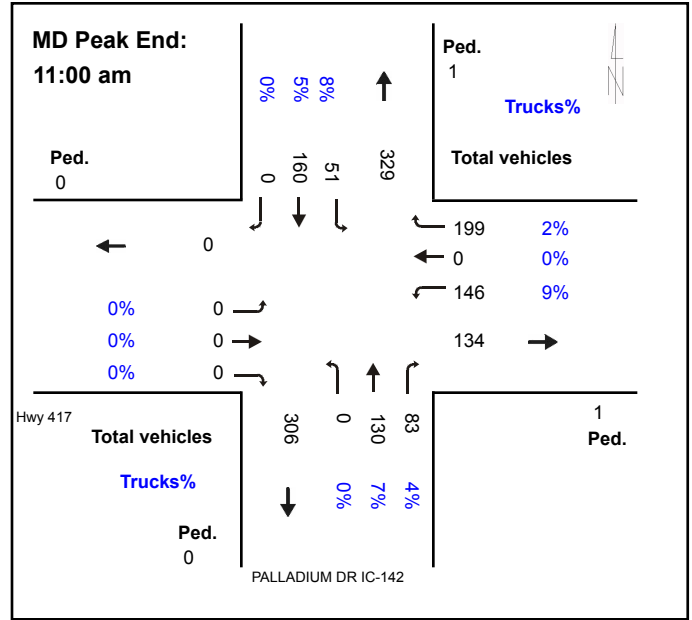 MD Peak End:
11:00 am
Ped.
1
Trucks%
Total vehicles
Ped.
0
0% 5% 8%
0 160 51 329
0
199 2%
0 0%
146 9%
134
0% 0
0% 0
0% 0
Hwy 417
Total vehicles
Trucks%
Ped.
0
306 0 130 83
0% 7% 4%
1
Ped.
PALLADIUM DR IC-142
N